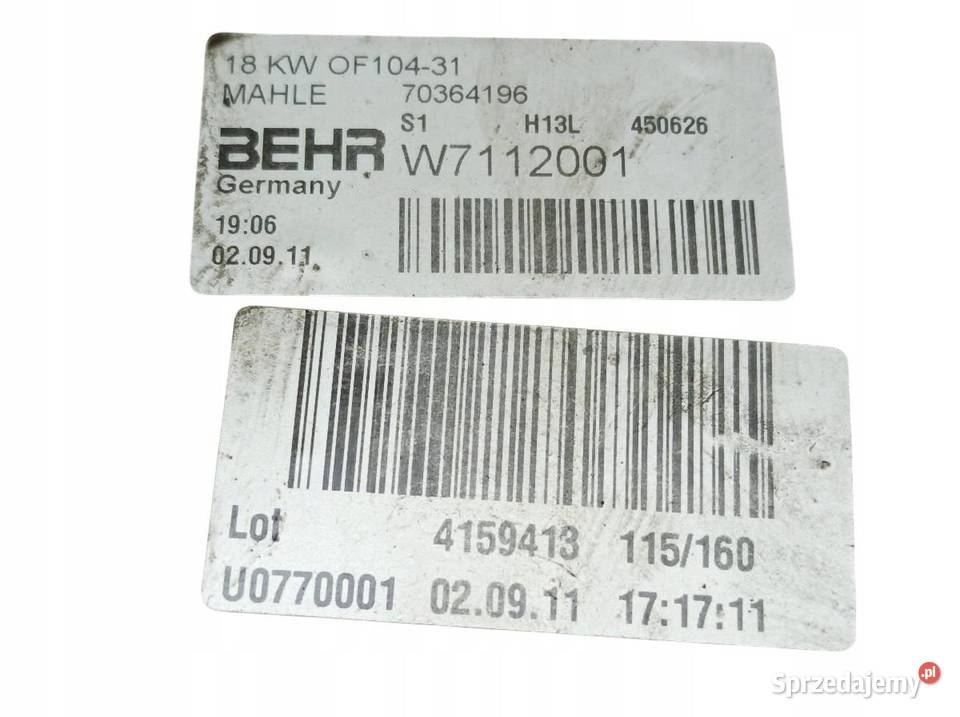 18 KW OF104-31
MAHLE 70364196
S1 H13L 450626
BEHR W7112001
Germany
19:06
02.09.11
Lot 4159413 115/160
U0770001 02.09.11 17:17:11
Sprzedajemy.pl